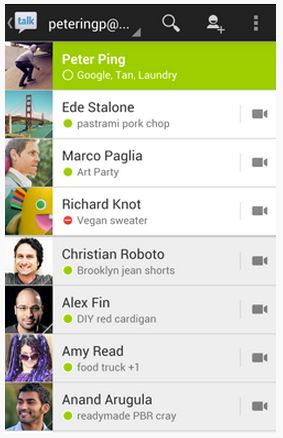 talk
peteringp@...
Peter Ping
Google, Tan, Laundry
Ede Stalone
pastrami pork chop
Marco Paglia
Art Party
Richard Knot
Vegan sweater
Christian Roboto
Brooklyn jean shorts
Alex Fin
DIY red cardigan
Amy Read
food truck +1
Anand Arugula
readymade PBR cray